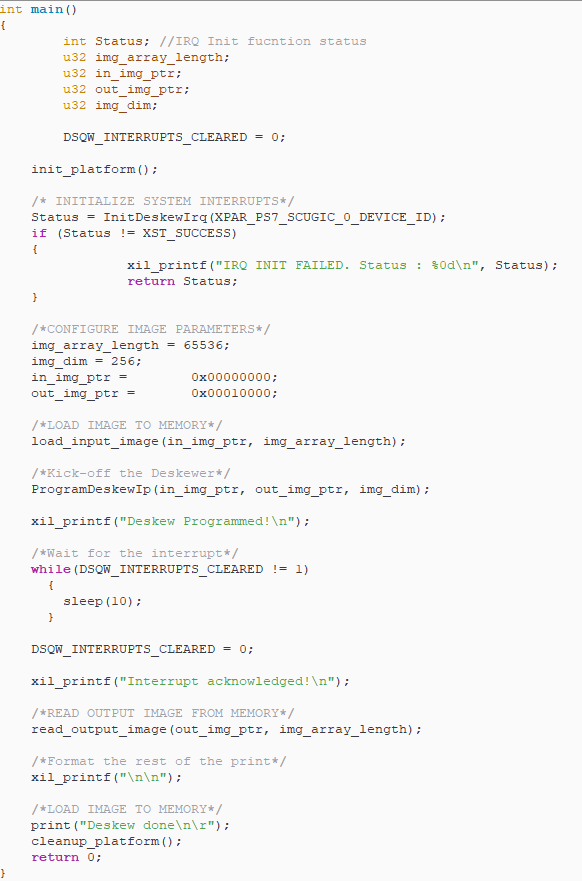 int main()
{
        int Status; //IRQ Init fucntion status
        u32 img_array_length;
        u32 in_img_ptr;
        u32 out_img_ptr;
        u32 img_dim;

        DSQW_INTERRUPTS_CLEARED = 0;

    init_platform();

    /* INITIALIZE SYSTEM INTERRUPTS*/
    Status = InitDeskewIrq(XPAR_PS7_SCUGIC_0_DEVICE_ID);
    if (Status != XST_SUCCESS)
    {
                xil_printf("IRQ INIT FAILED. Status : %0d\n", Status);
                return Status;
    }

    /*CONFIGURE IMAGE PARAMETERS*/
    img_array_length = 65536;
    img_dim = 256;
    in_img_ptr =        0x00000000;
    out_img_ptr =       0x00010000;

    /*LOAD IMAGE TO MEMORY*/
    load_input_image(in_img_ptr, img_array_length);

    /*Kick-off the Deskewer*/
    ProgramDeskewIp(in_img_ptr, out_img_ptr, img_dim);

    xil_printf("Deskew Programmed!\n");

    /*Wait for the interrupt*/
    while(DSQW_INTERRUPTS_CLEARED != 1)
      {
        sleep(10);
      }

    DSQW_INTERRUPTS_CLEARED = 0;

    xil_printf("Interrupt acknowledged!\n");

    /*READ OUTPUT IMAGE FROM MEMORY*/
    read_output_image(out_img_ptr, img_array_length);

    /*Format the rest of the print*/
    xil_printf("\n\n");

    /*LOAD IMAGE TO MEMORY*/
    print("Deskew done\n\r");
    cleanup_platform();
    return 0;
}